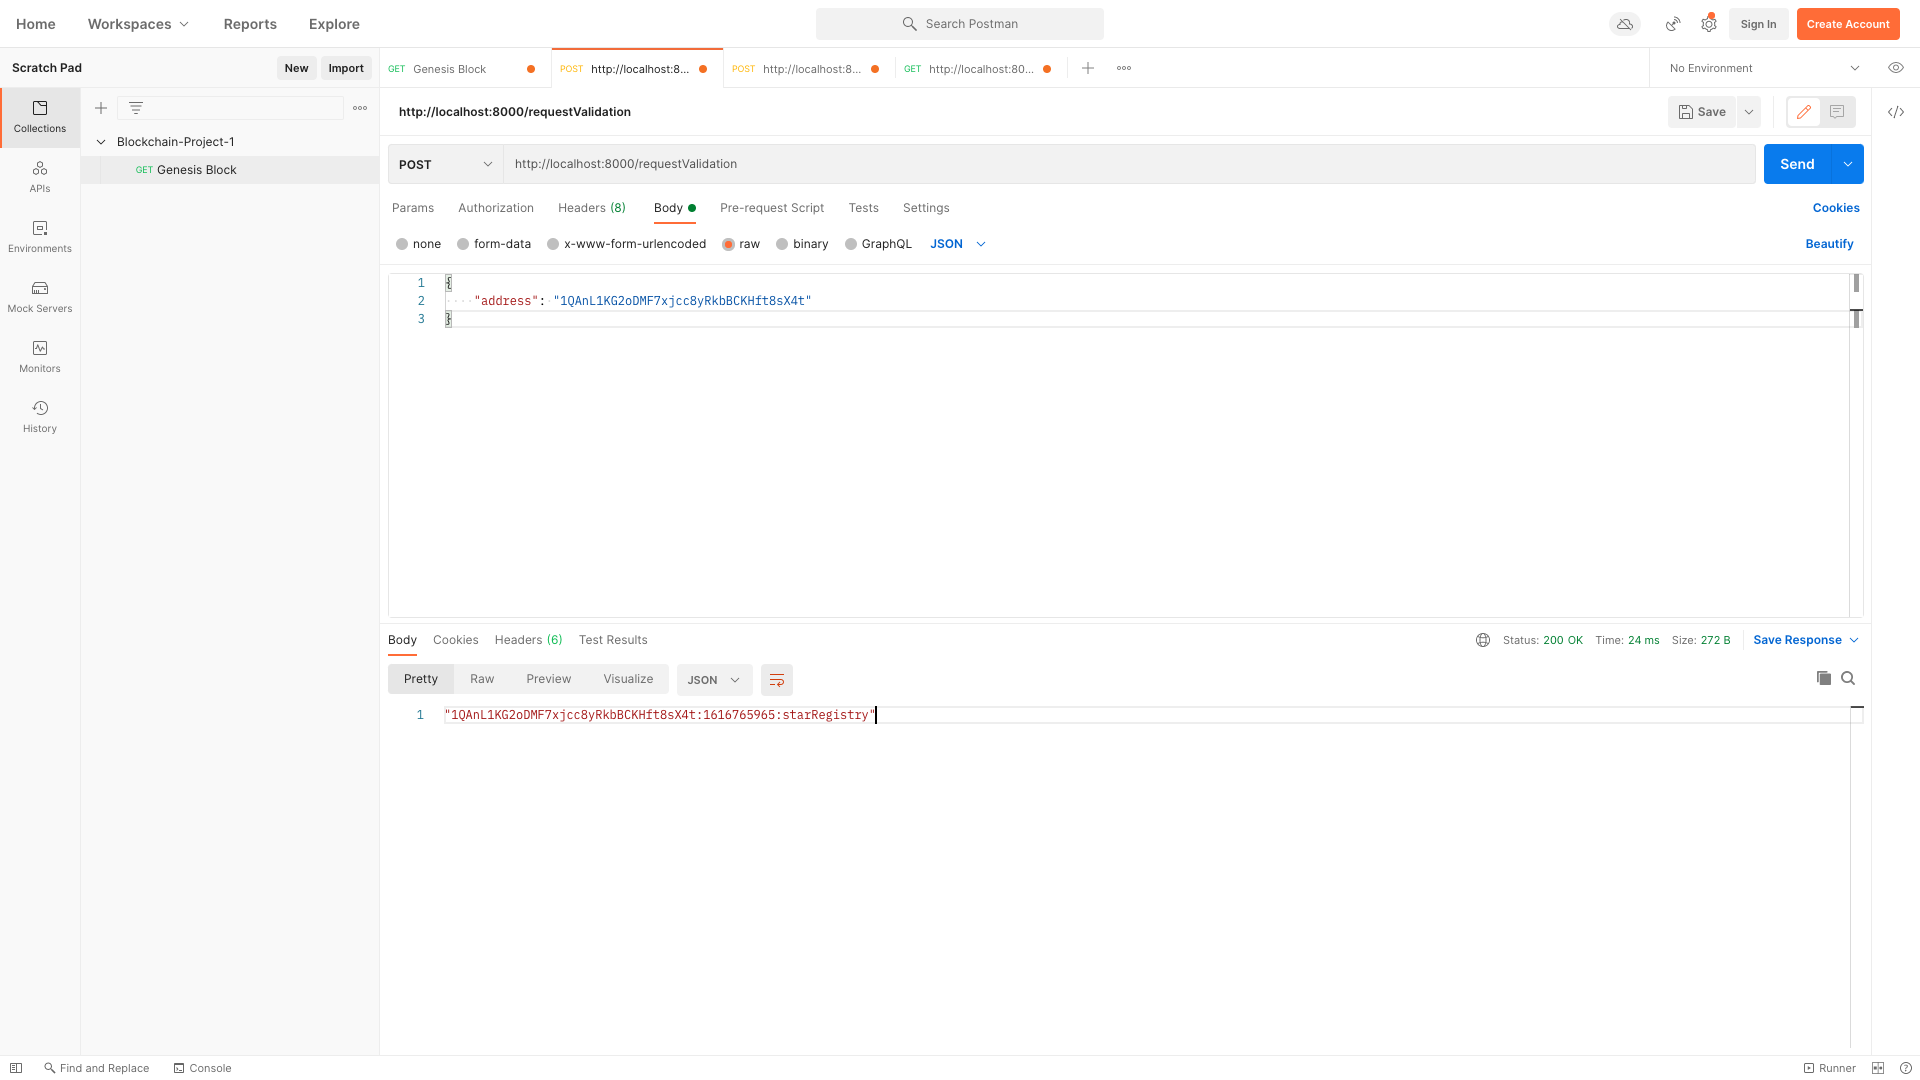 Home Workspaces Reports Explore Search Postman Sign In Create Account
Scratch Pad New Import GET Genesis Block POST http://localhost:8... POST http://localhost:8... GET http://localhost:80... No Environment
http://localhost:8000/requestValidation Save
Collections
APIs
Environments
Mock Servers
Monitors
History
Blockchain-Project-1
GET Genesis Block
POST http://localhost:8000/requestValidation Send
Params Authorization Headers (8) Body Pre-request Script Tests Settings Cookies
none form-data x-www-form-urlencoded raw binary GraphQL JSON Beautify
1 {
2 "address": "1QAnL1KG2oDMF7xjcc8yRkbBCKHft8sX4t"
3 }
Body Cookies Headers (6) Test Results Status: 200 OK Time: 24 ms Size: 272 B Save Response
Pretty Raw Preview Visualize JSON
1 "1QAnL1KG2oDMF7xjcc8yRkbBCKHft8sX4t:1616765965:starRegistry"
Find and Replace Console Runner